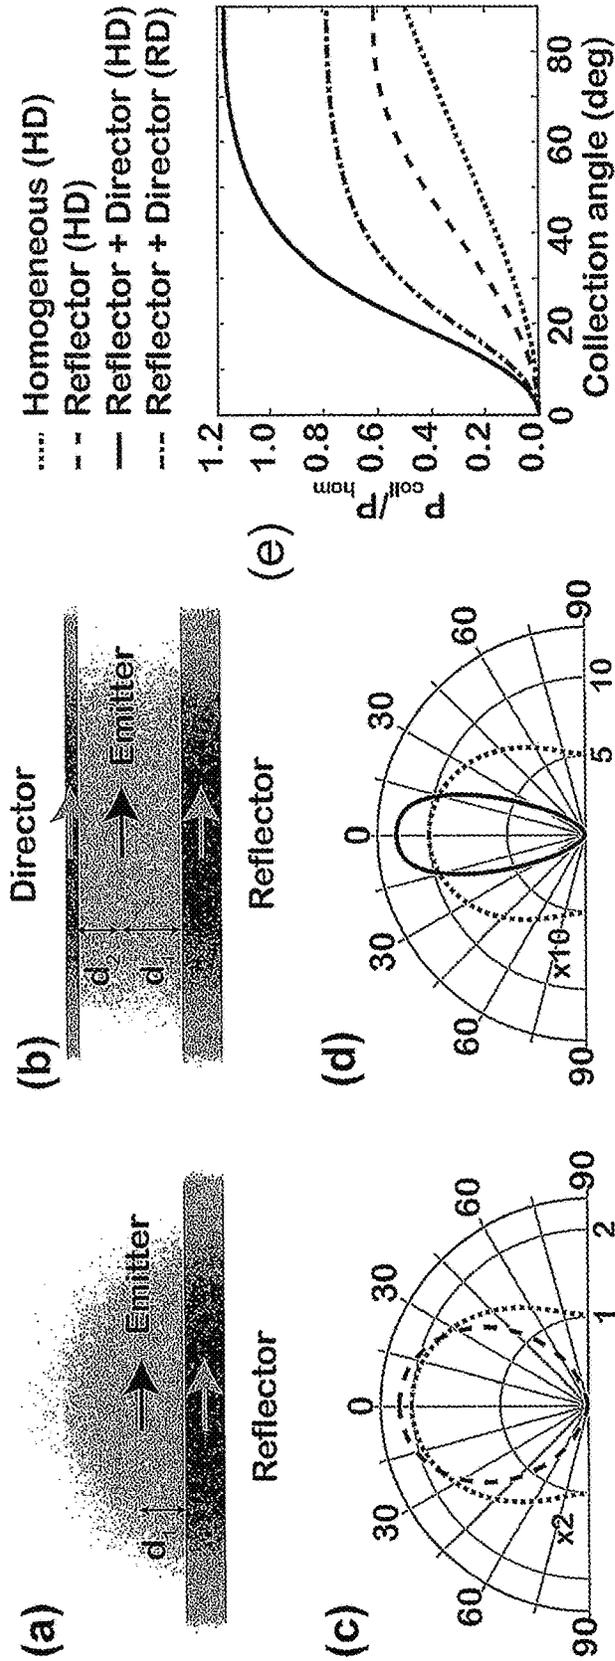 (a)
Emitter
d₁
Reflector
(b)
Director
Emitter
d₂
d₁
Reflector
(c)
90
60
30
0
30
60
90
x2
1
2
(d)
90
60
30
0
30
60
90
x10
5
10
(e)
Homogeneous (HD)
Reflector (HD)
Reflector + Director (HD)
Reflector + Director (RD)
1.2
1.0
0.8
0.6
0.4
0.2
0.0
P coll/P hom
0
20
40
60
80
Collection angle (deg)